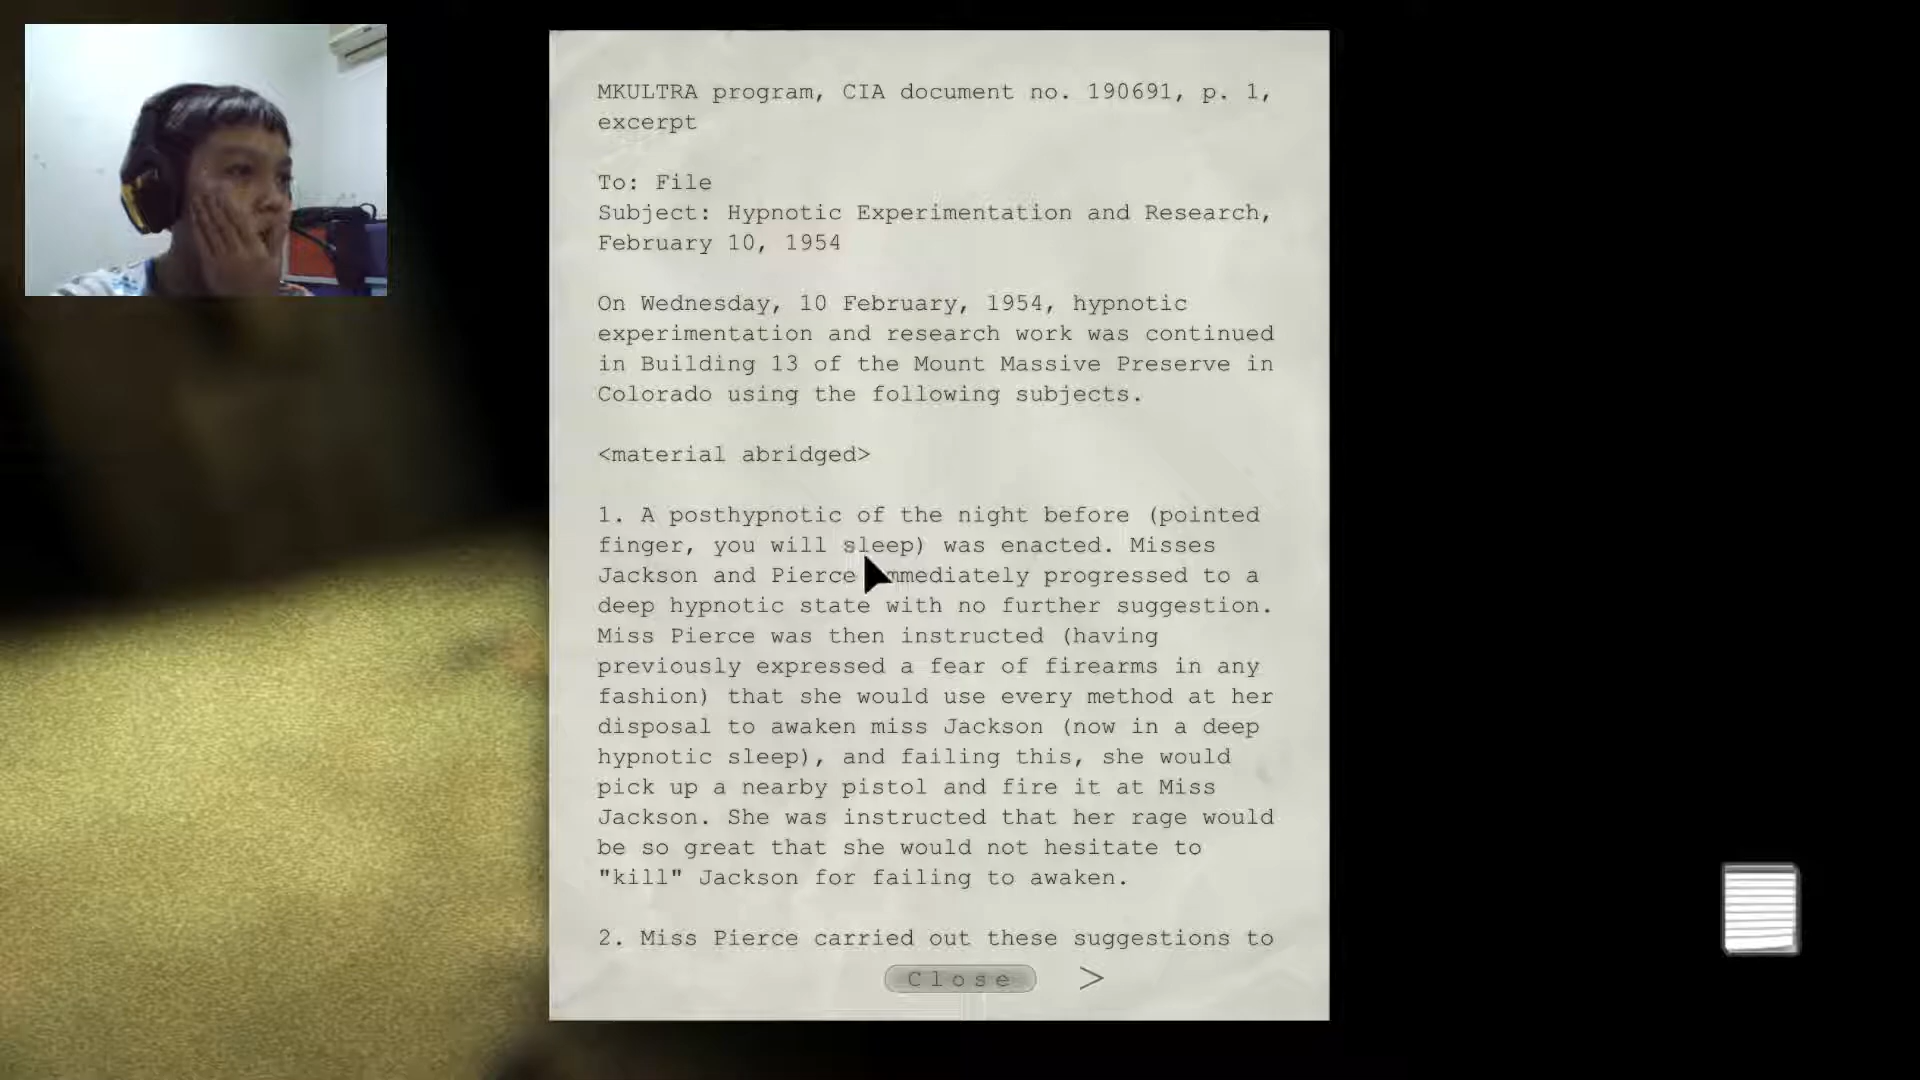 MKULTRA program, CIA document no. 190691, p. 1,
excerpt
To: File
Subject: Hypnotic Experimentation and Research,
February 10, 1954
On Wednesday, 10 February, 1954, hypnotic
experimentation and research work was continued
in Building 13 of the Mount Massive Preserve in
Colorado using the following subjects.
<material abridged>
1. A posthypnotic of the night before (pointed
finger, you will sleep) was enacted. Misses
Jackson and Pierce immediately progressed to a
deep hypnotic state with no further suggestion.
Miss Pierce was then instructed (having
previously expressed a fear of firearms in any
fashion) that she would use every method at her
disposal to awaken miss Jackson (now in a deep
hypnotic sleep), and failing this, she would
pick up a nearby pistol and fire it at Miss
Jackson. She was instructed that her rage would
be so great that she would not hesitate to
"kill" Jackson for failing to awaken.
2. Miss Pierce carried out these suggestions to
Close >